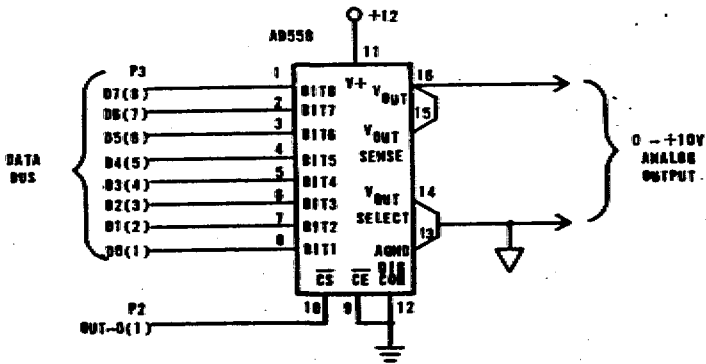 +12
AD558
11
P3
1
16
D7(8)
BIT8
V+
VOUT
D6(7)
2
BIT7
15
D5(6)
3
BIT6
VOUT
SENSE
0 - +10V
ANALOG
OUTPUT
DATA
BUS
D4(5)
4
BIT5
D3(4)
5
BIT4
VOUT
SELECT
14
D2(3)
6
BIT3
D1(2)
7
BIT2
13
D0(1)
8
BIT1
AGND
DIG
COM
CS
CE
P2
10
9
12
OUT-0(1)